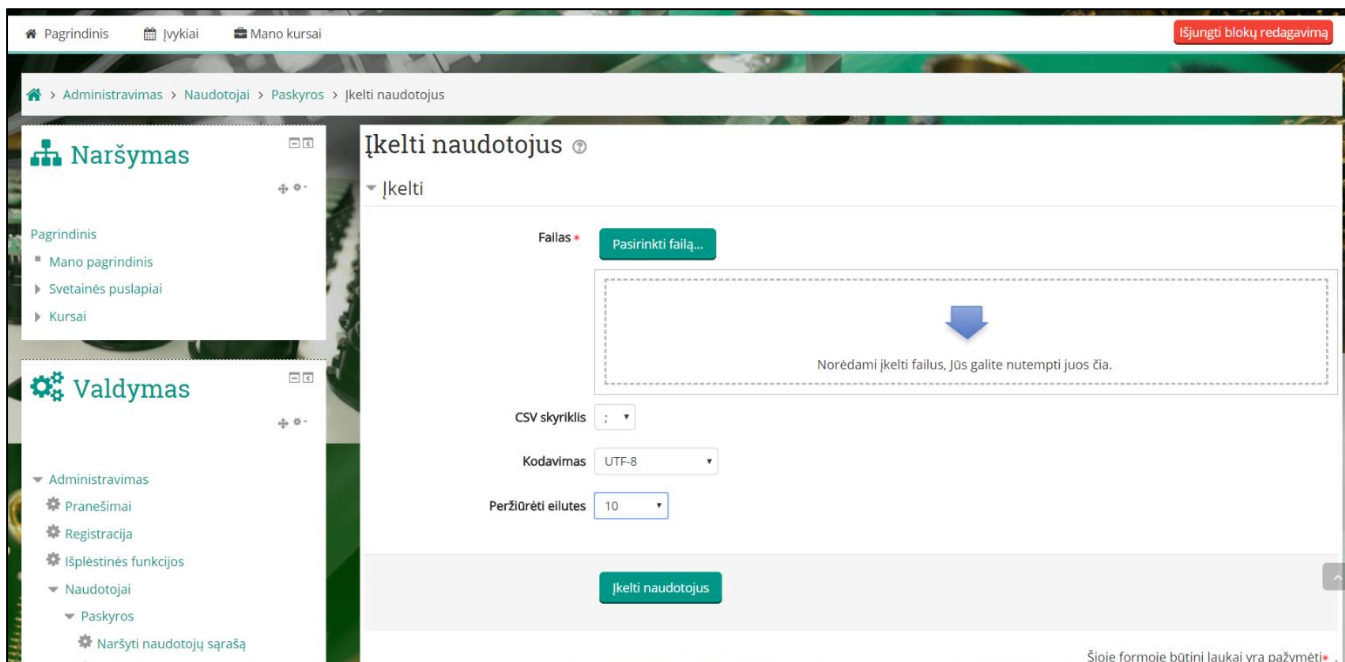 Pagrindinis Įvykiai Mano kursai Išjungti blokų redagavimą
> Administravimas > Naudotojai > Paskyros > Įkelti naudotojus
Naršymas
Pagrindinis
Mano pagrindinis
Svetainės puslapiai
Kursai
Valdymas
Administravimas
Pranešimai
Registracija
Išplėstinės funkcijos
Naudotojai
Paskyros
Naršyti naudotojų sąrašą
Įkelti naudotojus
Įkelti
Failas * Pasirinkti failą...
Norėdami įkelti failus, Jūs galite nutempti juos čia.
CSV skyriklis ;
Kodavimas UTF-8
Peržiūrėti eilutes 10
Įkelti naudotojus
Šioje formoje būtini laukai yra pažymėti* .